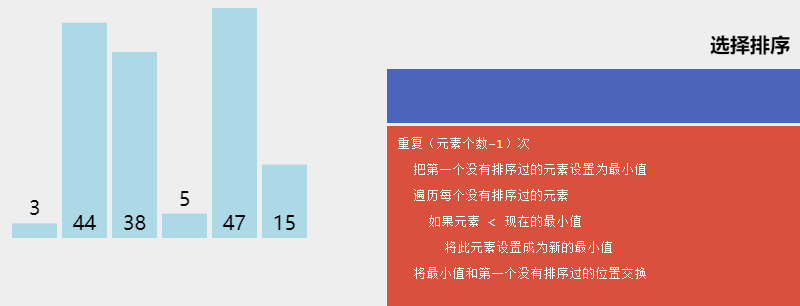 3
44
38
5
47
15
选择排序
重复（元素个数-1）次
把第一个没有排序过的元素设置为最小值
遍历每个没有排序过的元素
如果元素 < 现在的最小值
将此元素设置成为新的最小值
将最小值和第一个没有排序过的位置交换